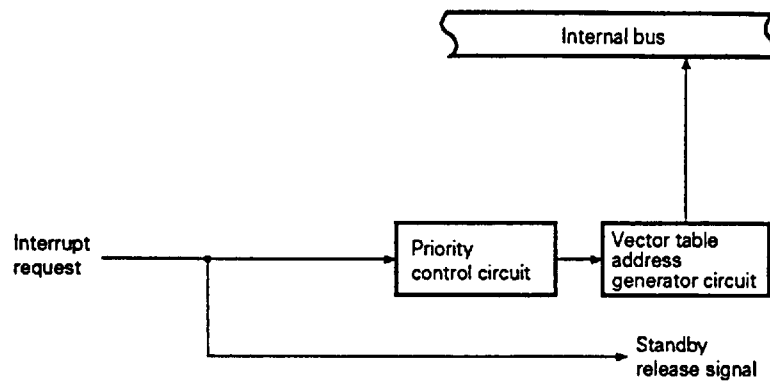 Internal bus
Interrupt
request
Priority
control circuit
Vector table
address
generator circuit
Standby
release signal